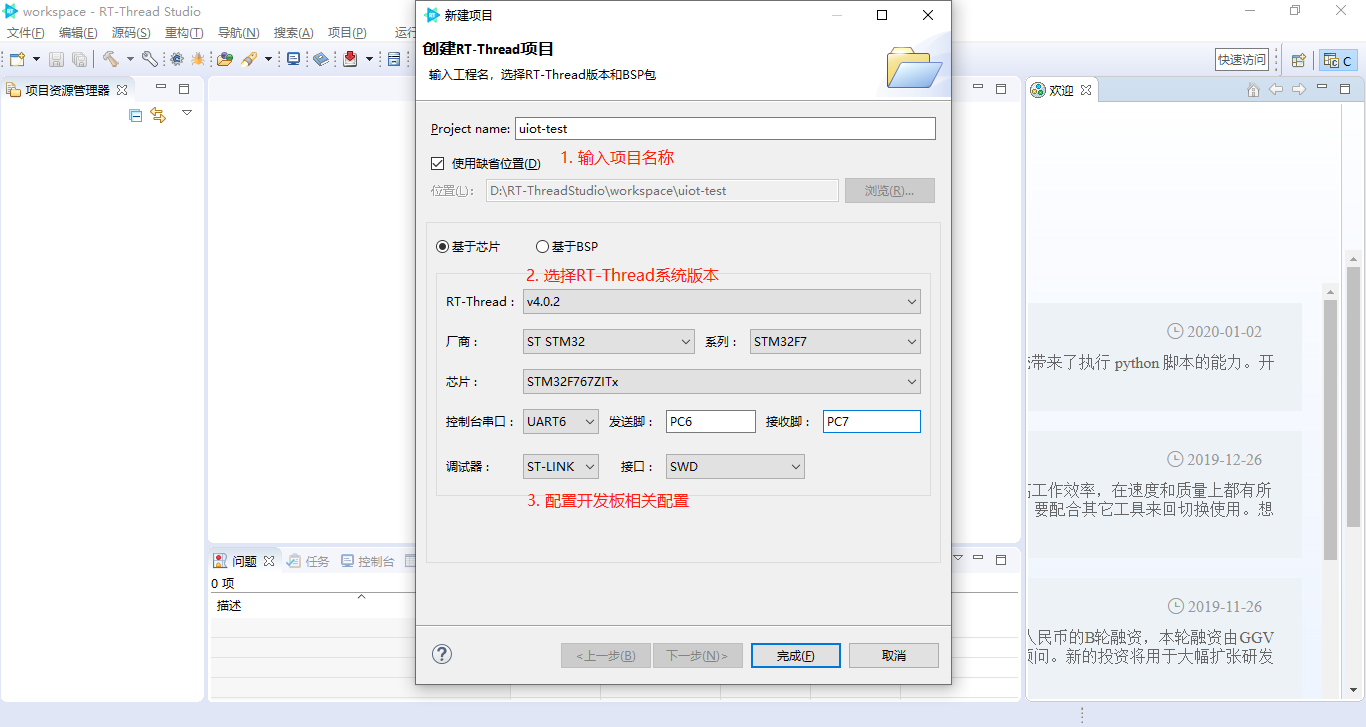 workspace - RT-Thread Studio
文件(F) 编辑(E) 源码(S) 重构(T) 导航(N) 搜索(A) 项目(P) 运行
快速访问
C
项目资源管理器
新建项目
创建RT-Thread项目
输入工程名，选择RT-Thread版本和BSP包
Project name: uiot-test
使用缺省位置(D)
1. 输入项目名称
位置(L): D:\RT-ThreadStudio\workspace\uiot-test 浏览(R)...
基于芯片 基于BSP
2. 选择RT-Thread系统版本
RT-Thread : v4.0.2
厂商 : ST STM32 系列 : STM32F7
芯片 : STM32F767ZITx
控制台串口 : UART6 发送脚 : PC6 接收脚 : PC7
调试器 : ST-LINK 接口 : SWD
3. 配置开发板相关配置
<上一步(B) 下一步(N)> 完成(F) 取消
问题 任务 控制台
0 项
描述
欢迎
2020-01-02
带来了执行 python 脚本的能力。开
2019-12-26
工作效率，在速度和质量上都有所
要配合其它工具来回切换使用。想
2019-11-26
人民币的B轮融资，本轮融资由GGV
问。新的投资将用于大幅扩张研发